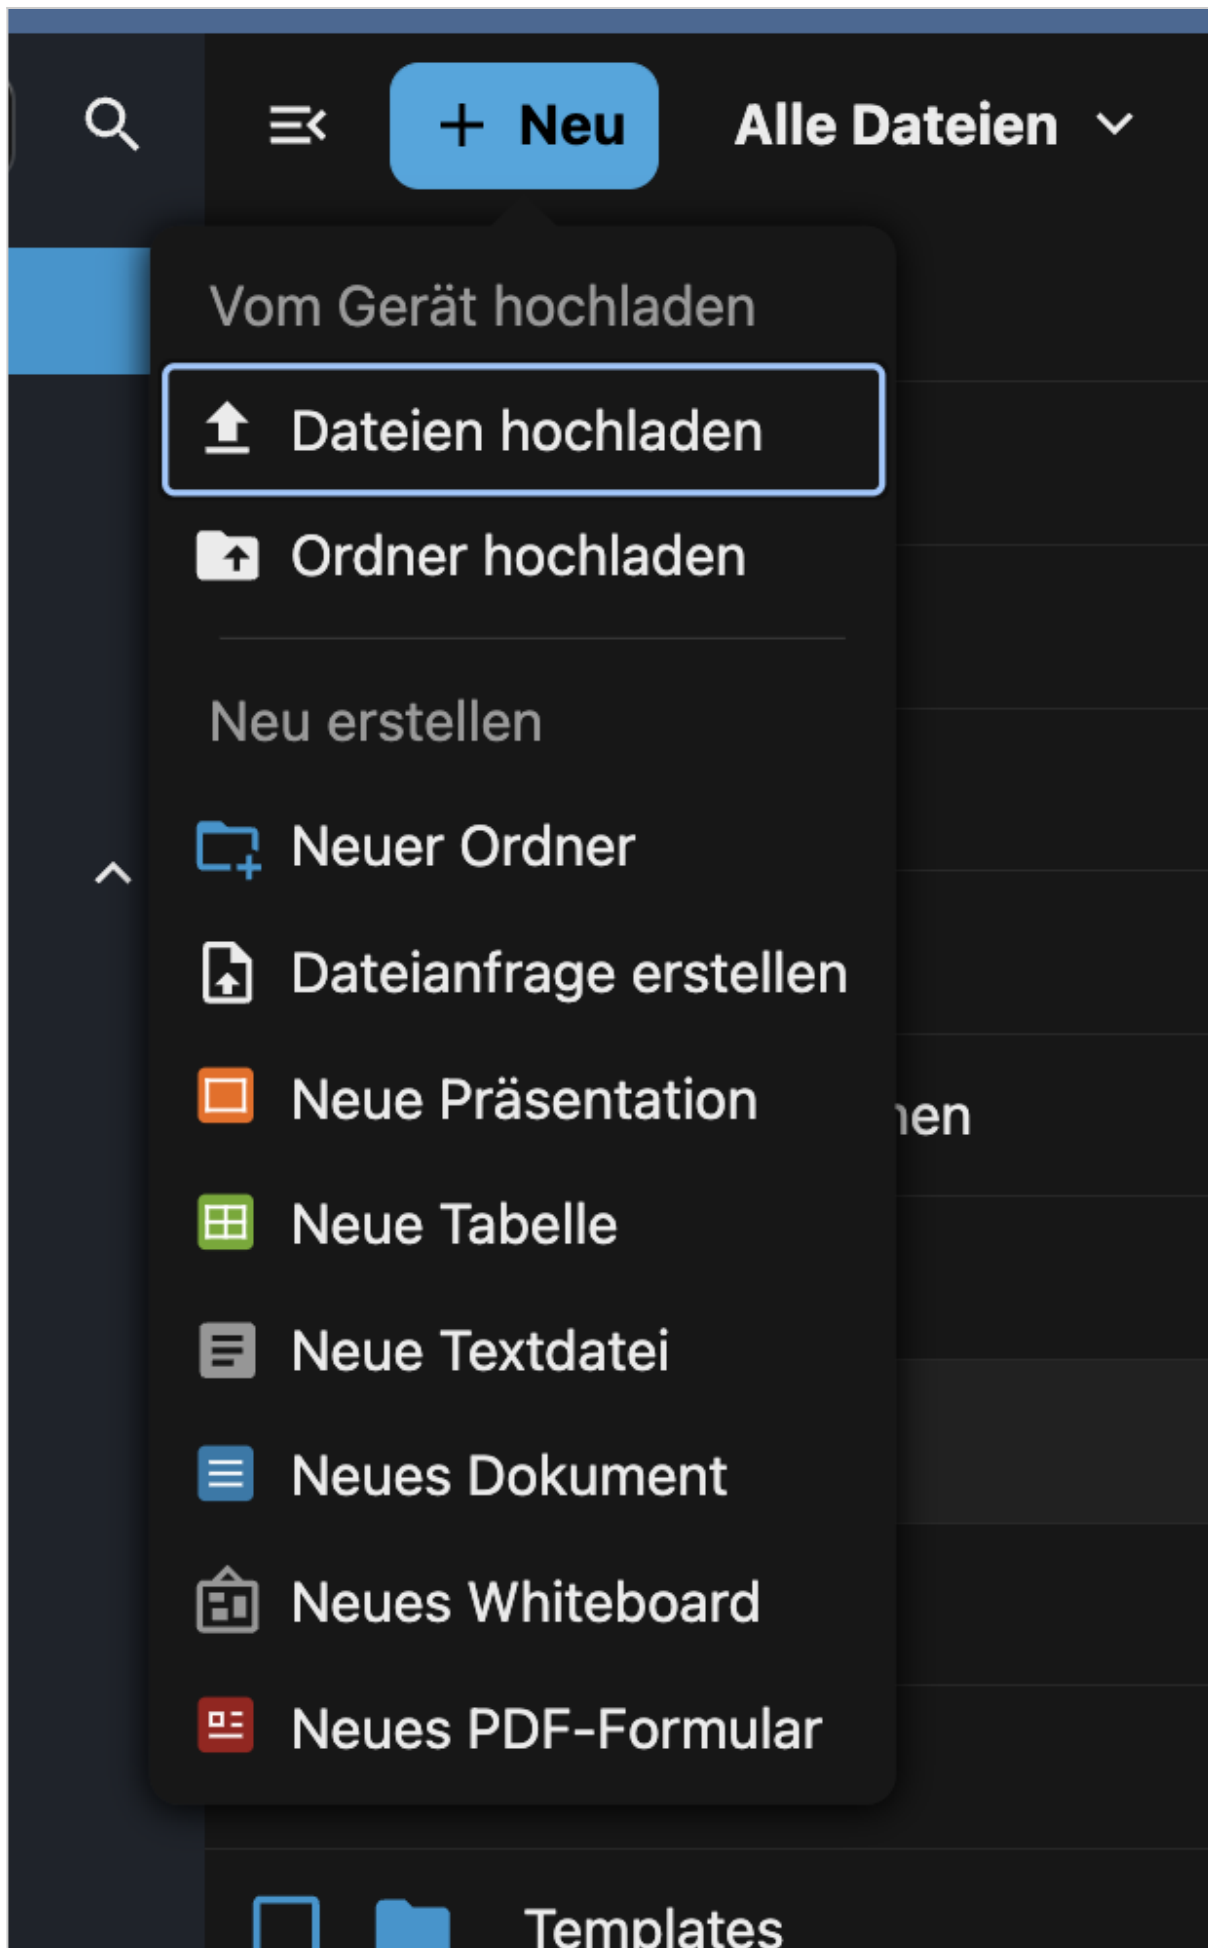 Neu
Alle Dateien
Vom Gerät hochladen
Dateien hochladen
Ordner hochladen
Neu erstellen
Neuer Ordner
Dateianfrage erstellen
Neue Präsentation
Neue Tabelle
Neue Textdatei
Neues Dokument
Neues Whiteboard
Neues PDF-Formular
Templates